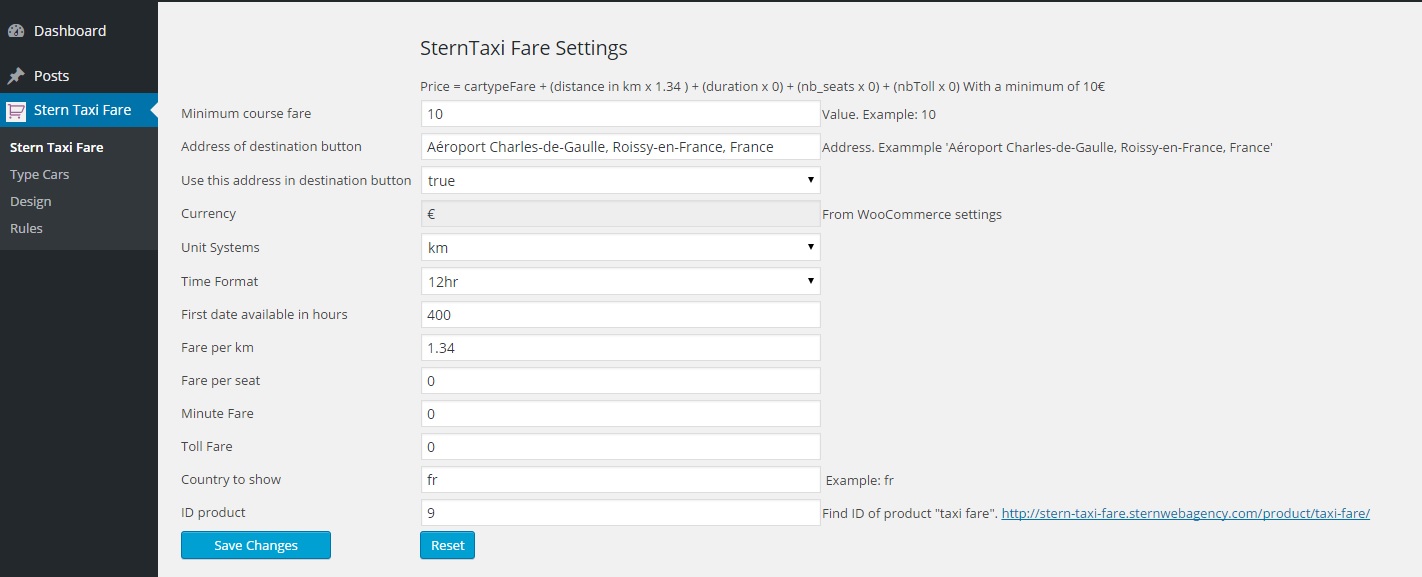 Dashboard
Posts
Stern Taxi Fare
Stern Taxi Fare
Type Cars
Design
Rules
SternTaxi Fare Settings
Price = cartypeFare + (distance in km x 1.34 ) + (duration x 0) + (nb_seats x 0) + (nbToll x 0) With a minimum of 10€
Minimum course fare 10 Value. Example: 10
Address of destination button Aéroport Charles-de-Gaulle, Roissy-en-France, France Address. Exammple 'Aéroport Charles-de-Gaulle, Roissy-en-France, France'
Use this address in destination button true
Currency € From WooCommerce settings
Unit Systems km
Time Format 12hr
First date available in hours 400
Fare per km 1.34
Fare per seat 0
Minute Fare 0
Toll Fare 0
Country to show fr Example: fr
ID product 9 Find ID of product "taxi fare". http://stern-taxi-fare.sternwebagency.com/product/taxi-fare/
Save Changes Reset